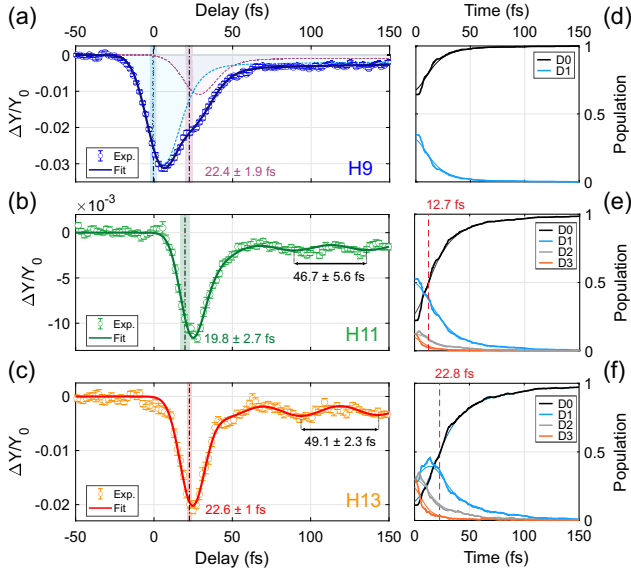 (a)
Delay (fs)
-50 0 50 100 150
0
-0.01
-0.02
-0.03
ΔY/Y0
Exp.
Fit
22.4 ± 1.9 fs
H9
(b)
× 10-3
0
-5
-10
ΔY/Y0
46.7 ± 5.6 fs
Exp.
Fit
19.8 ± 2.7 fs
H11
-50 0 50 100 150
(c)
0
-0.01
-0.02
ΔY/Y0
49.1 ± 2.3 fs
Exp.
Fit
22.6 ± 1 fs
H13
-50 0 50 100 150
Delay (fs)
Time (fs)
0 50 100 150
(d)
D0
D1
1
0.5
0
Population
12.7 fs
(e)
D0
D1
D2
D3
1
0.5
0
Population
22.8 fs
(f)
D0
D1
D2
D3
1
0.5
0
Population
0 50 100 150
Time (fs)